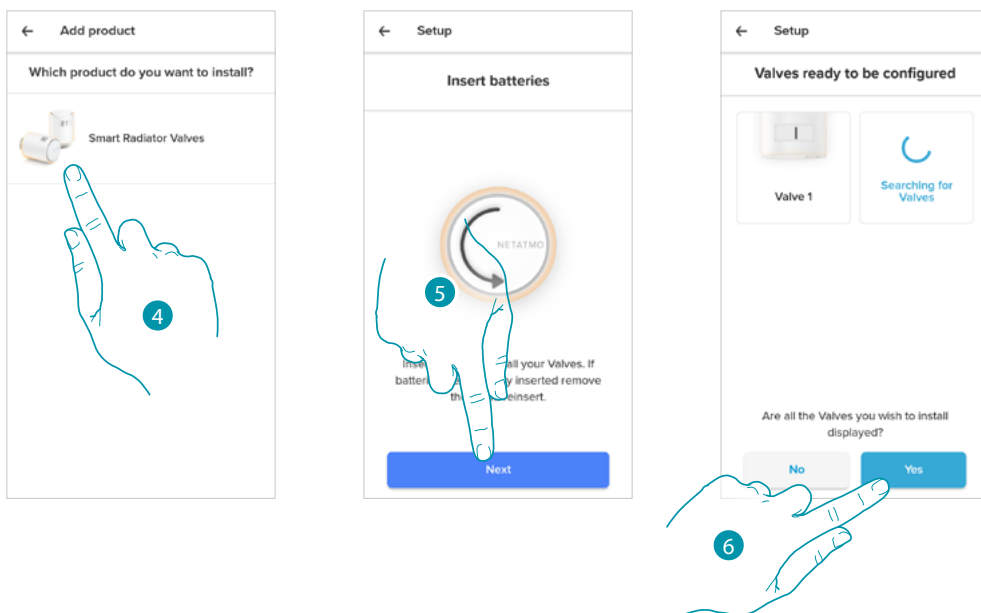 ← Add product
Which product do you want to install?
Smart Radiator Valves
4
← Setup
Insert batteries
NETATMO
5
all your Valves. If
inserted remove
Next
← Setup
Valves ready to be configured
Valve 1
Searching for
Valves
Are all the Valves you wish to install
displayed?
No
Yes
6